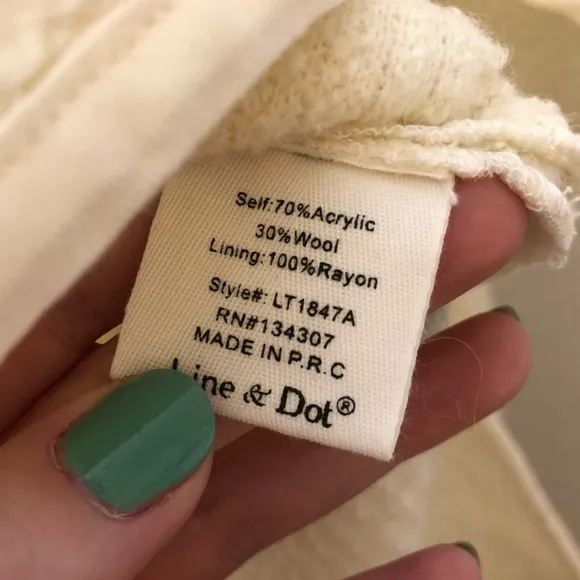 Self:70%Acrylic
30%Wool
Lining:100%Rayon
Style#: LT1847A
RN#134307
MADE IN P.R.C
Line & Dot®